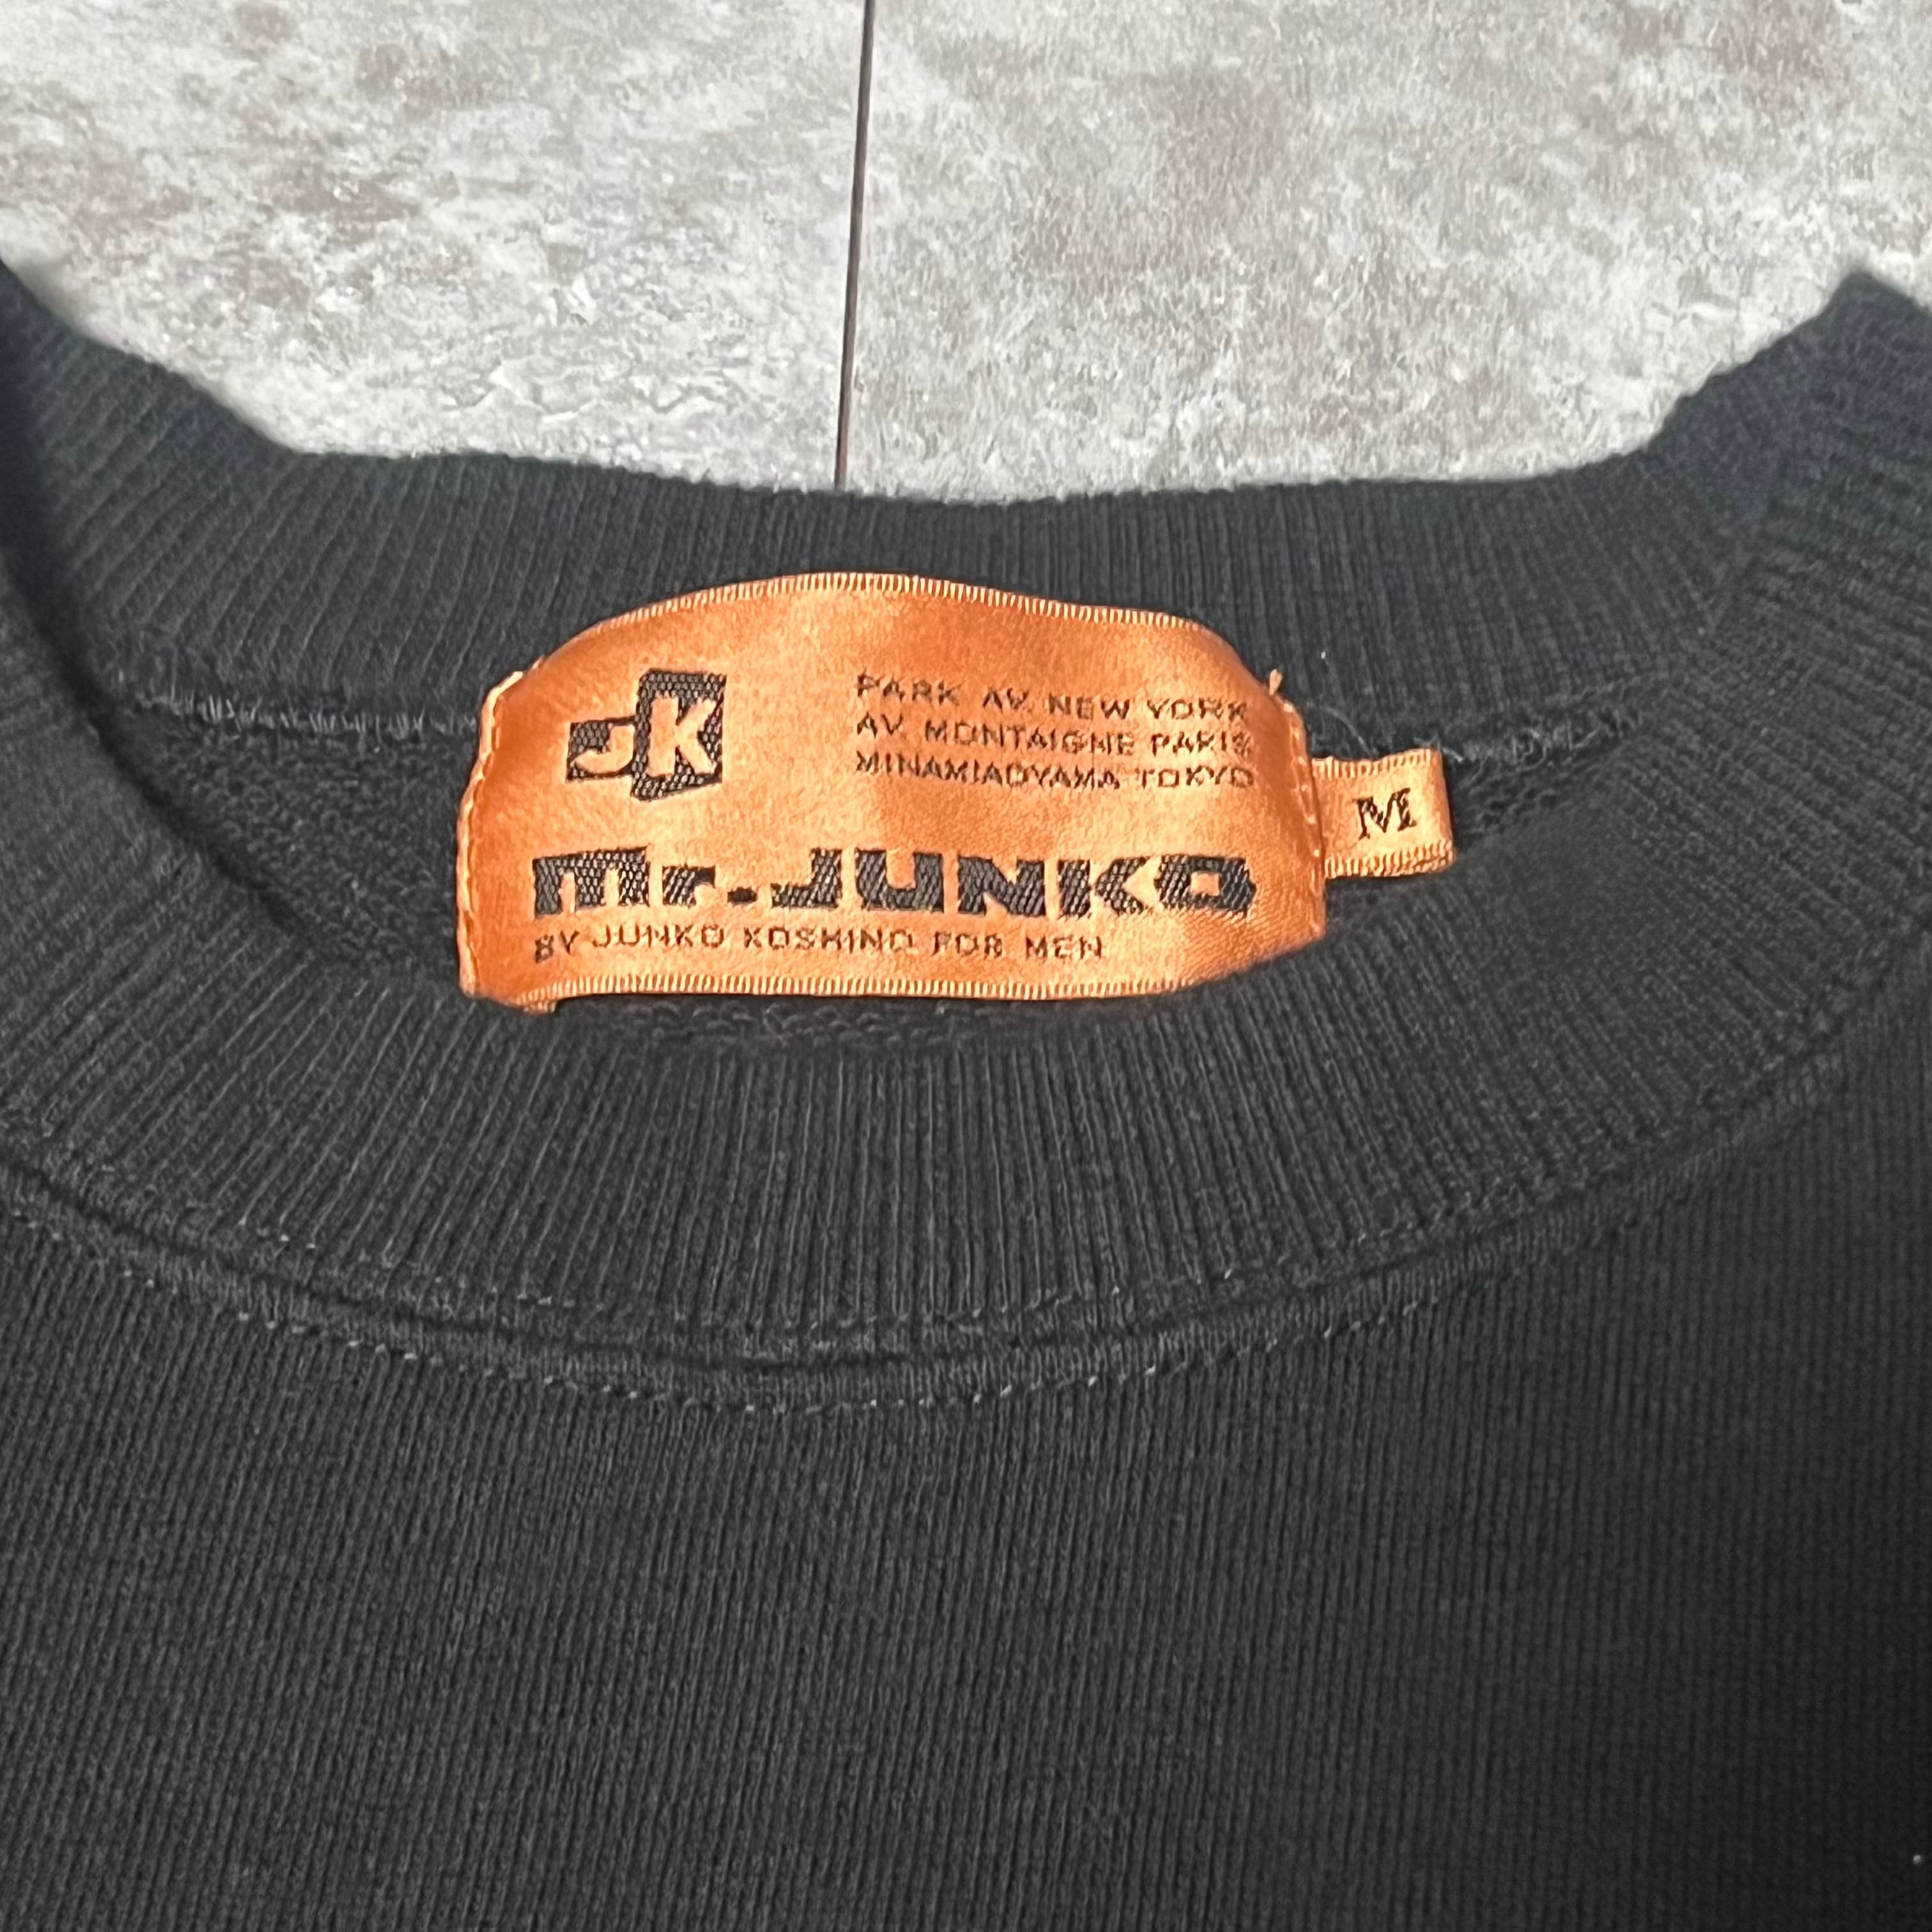 JK
PARK AV. NEW YORK
AV. MONTAIGNE PARIS
MINAMIAOYAMA TOKYO
Mr.JUNKO
BY JUNKO KOSHINO FOR MEN
M